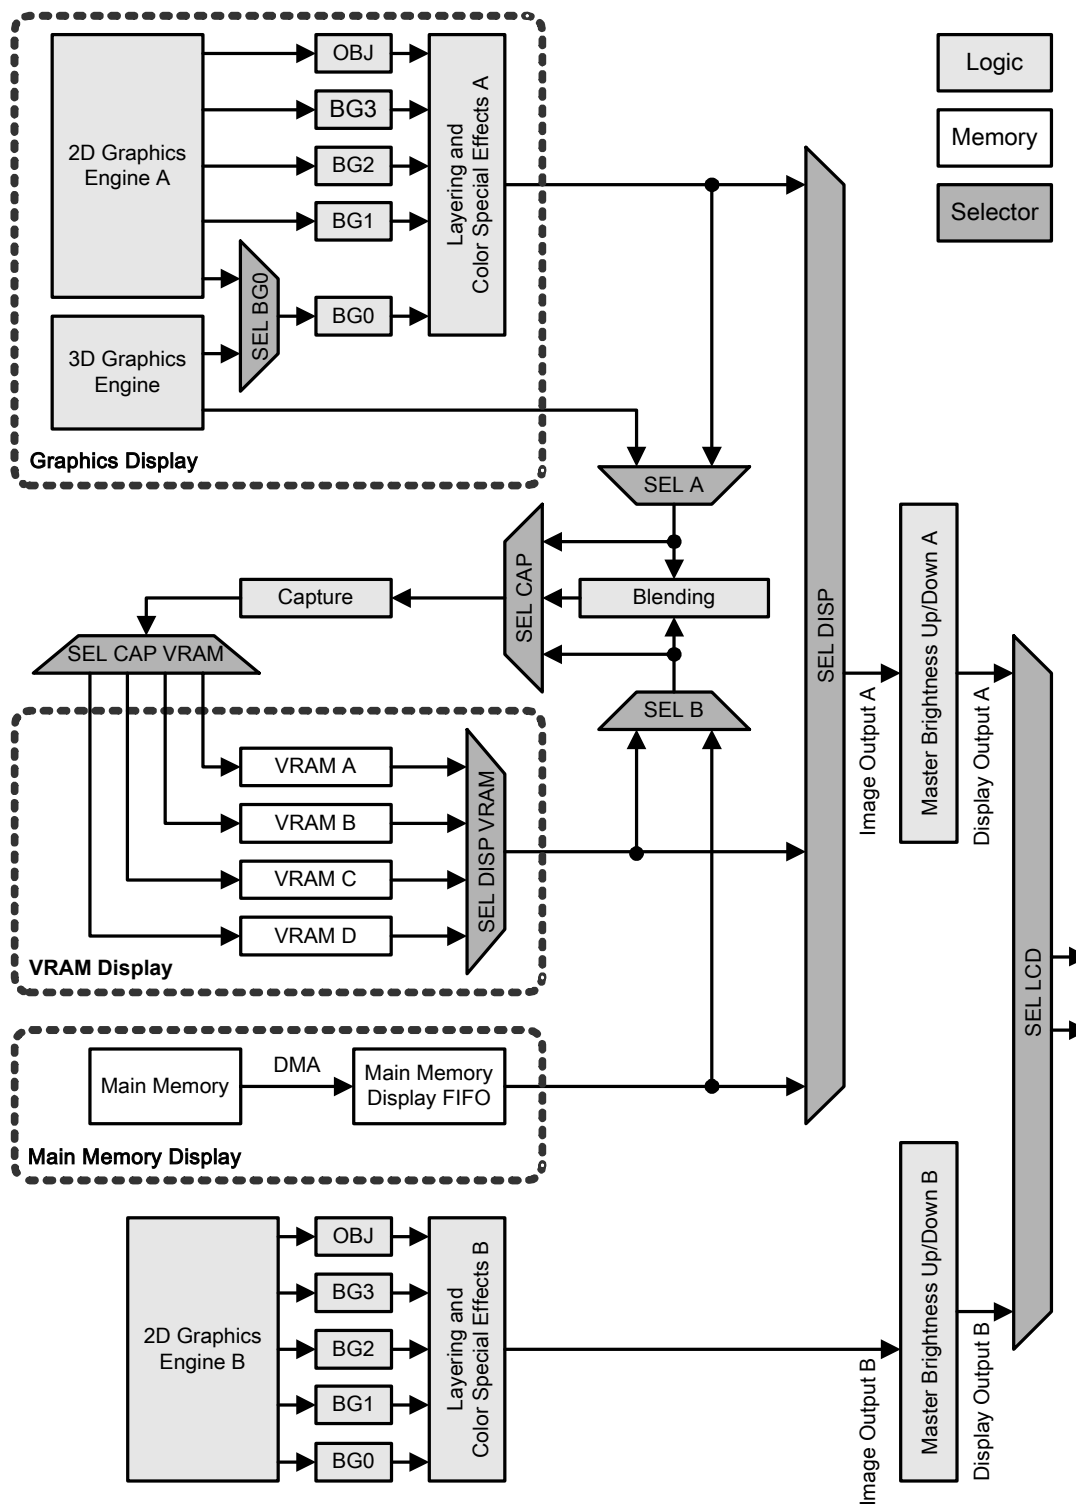 OBJ
BG3
BG2
BG1
BG0
2D Graphics
Engine A
3D Graphics
Engine
SEL BG0
Layering and
Color Special Effects A
Graphics Display
Logic
Memory
Selector
SEL A
SEL CAP
Blending
Capture
SEL CAP VRAM
SEL B
SEL DISP
VRAM A
VRAM B
VRAM C
VRAM D
SEL DISP VRAM
VRAM Display
Image Output A
Master Brightness Up/Down A
Display Output A
SEL LCD
Main Memory
DMA
Main Memory
Display FIFO
Main Memory Display
2D Graphics
Engine B
OBJ
BG3
BG2
BG1
BG0
Layering and
Color Special Effects B
Image Output B
Master Brightness Up/Down B
Display Output B